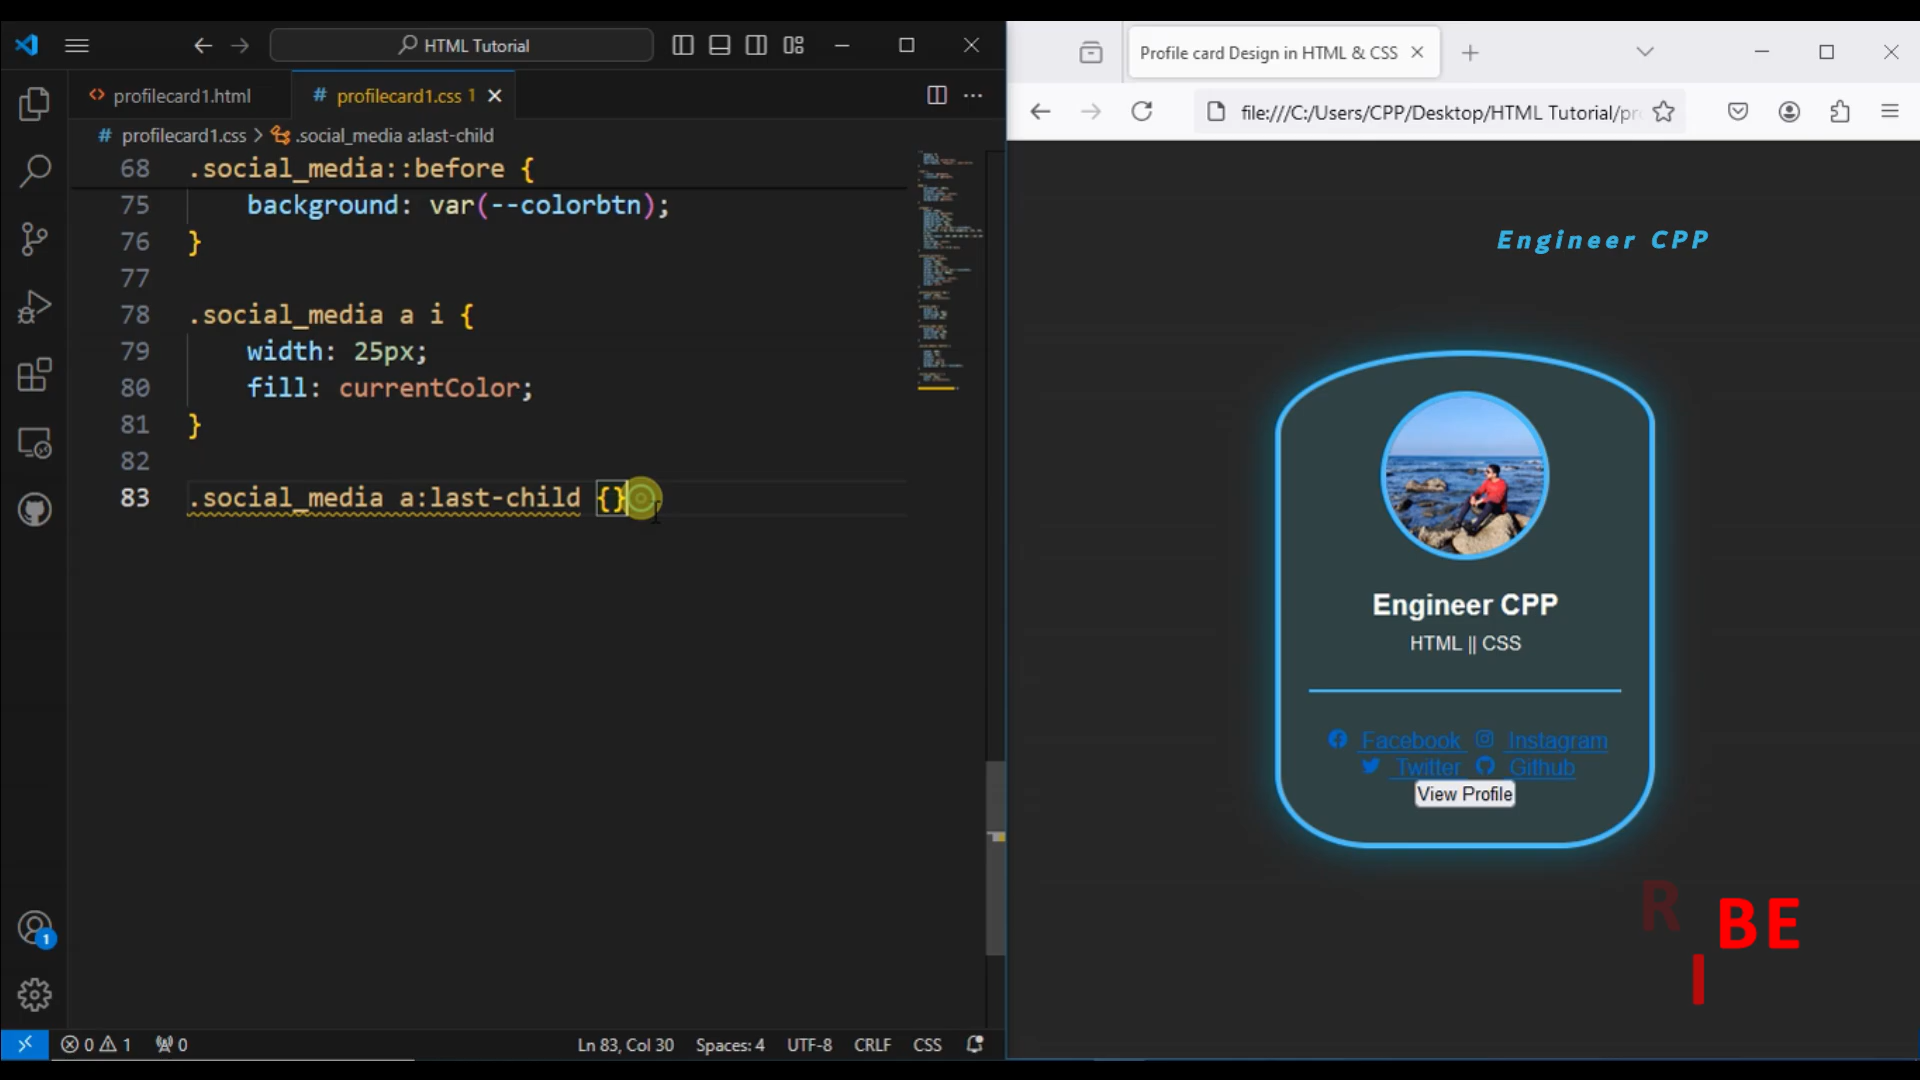 HTML Tutorial
profilecard1.html
# profilecard1.css 1
# profilecard1.css > .social_media a:last-child
68 .social_media::before {
75 background: var(--colorbtn);
76 }
77
78 .social_media a i {
79 width: 25px;
80 fill: currentColor;
81 }
82
83 .social_media a:last-child {}
1
0 1 0
Ln 83, Col 30 Spaces: 4 UTF-8 CRLF CSS
Profile card Design in HTML & CSS
file:///C:/Users/CPP/Desktop/HTML Tutorial/pr
Engineer CPP
Engineer CPP
HTML || CSS
Facebook Instagram
Twitter Github
View Profile
R BE
I